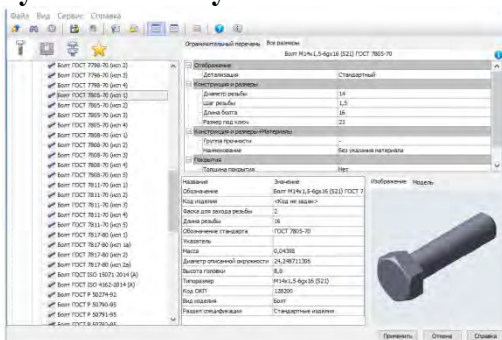 Файл Вид Сервис Справка
Ограничительный перечень Все размеры
Болт М14х1,5-6gx16 (S21) ГОСТ 7805-70
Болт ГОСТ 7796-70 (исп 2)
Болт ГОСТ 7796-70 (исп 3)
Болт ГОСТ 7796-70 (исп 4)
Болт ГОСТ 7805-70 (исп 1)
Болт ГОСТ 7805-70 (исп 2)
Болт ГОСТ 7805-70 (исп 3)
Болт ГОСТ 7805-70 (исп 4)
Болт ГОСТ 7808-70 (исп 1)
Болт ГОСТ 7808-70 (исп 2)
Болт ГОСТ 7808-70 (исп 3)
Болт ГОСТ 7808-70 (исп 4)
Болт ГОСТ 7811-70 (исп 1)
Болт ГОСТ 7811-70 (исп 2)
Болт ГОСТ 7811-70 (исп 3)
Болт ГОСТ 7811-70 (исп 4)
Болт ГОСТ 7817-80 (исп 1)
Болт ГОСТ 7817-80 (исп 1а)
Болт ГОСТ 7817-80 (исп 2)
Болт ГОСТ 7817-80 (исп 2а)
Болт ГОСТ ISO 15071-2014 (A)
Болт ГОСТ ISO 4162-2014 (A)
Болт ГОСТ Р 50274-92
Болт ГОСТ Р 50790-95
Болт ГОСТ Р 50791-95
Болт ГОСТ Р 50792-95
Отображение
Детализация Стандартный
Конструкция и размеры
Диаметр резьбы 14
Шаг резьбы 1,5
Длина болта 16
Размер под ключ 21
Конструкция и размеры+Материалы
Группа прочности -
Наименование Без указания материала
Покрытия
Толщина покрытия Нет
Название Значение
Обозначение Болт М14х1,5-6gx16 (S21) ГОСТ 7
Код изделия <Код не задан>
Фаска для захода резьбы 2
Длина резьбы 16
Обозначение стандарта ГОСТ 7805-70
Указатель
Масса
Диаметр описанной окружности 24,248711306
Высота головки 8,8
Типоразмер М14х1,5-6gx16 (S21)
Код ОКП 128200
Вид изделия Болт
Раздел спецификации Стандартные изделия
Изображение Модель
Применить Отмена Справка